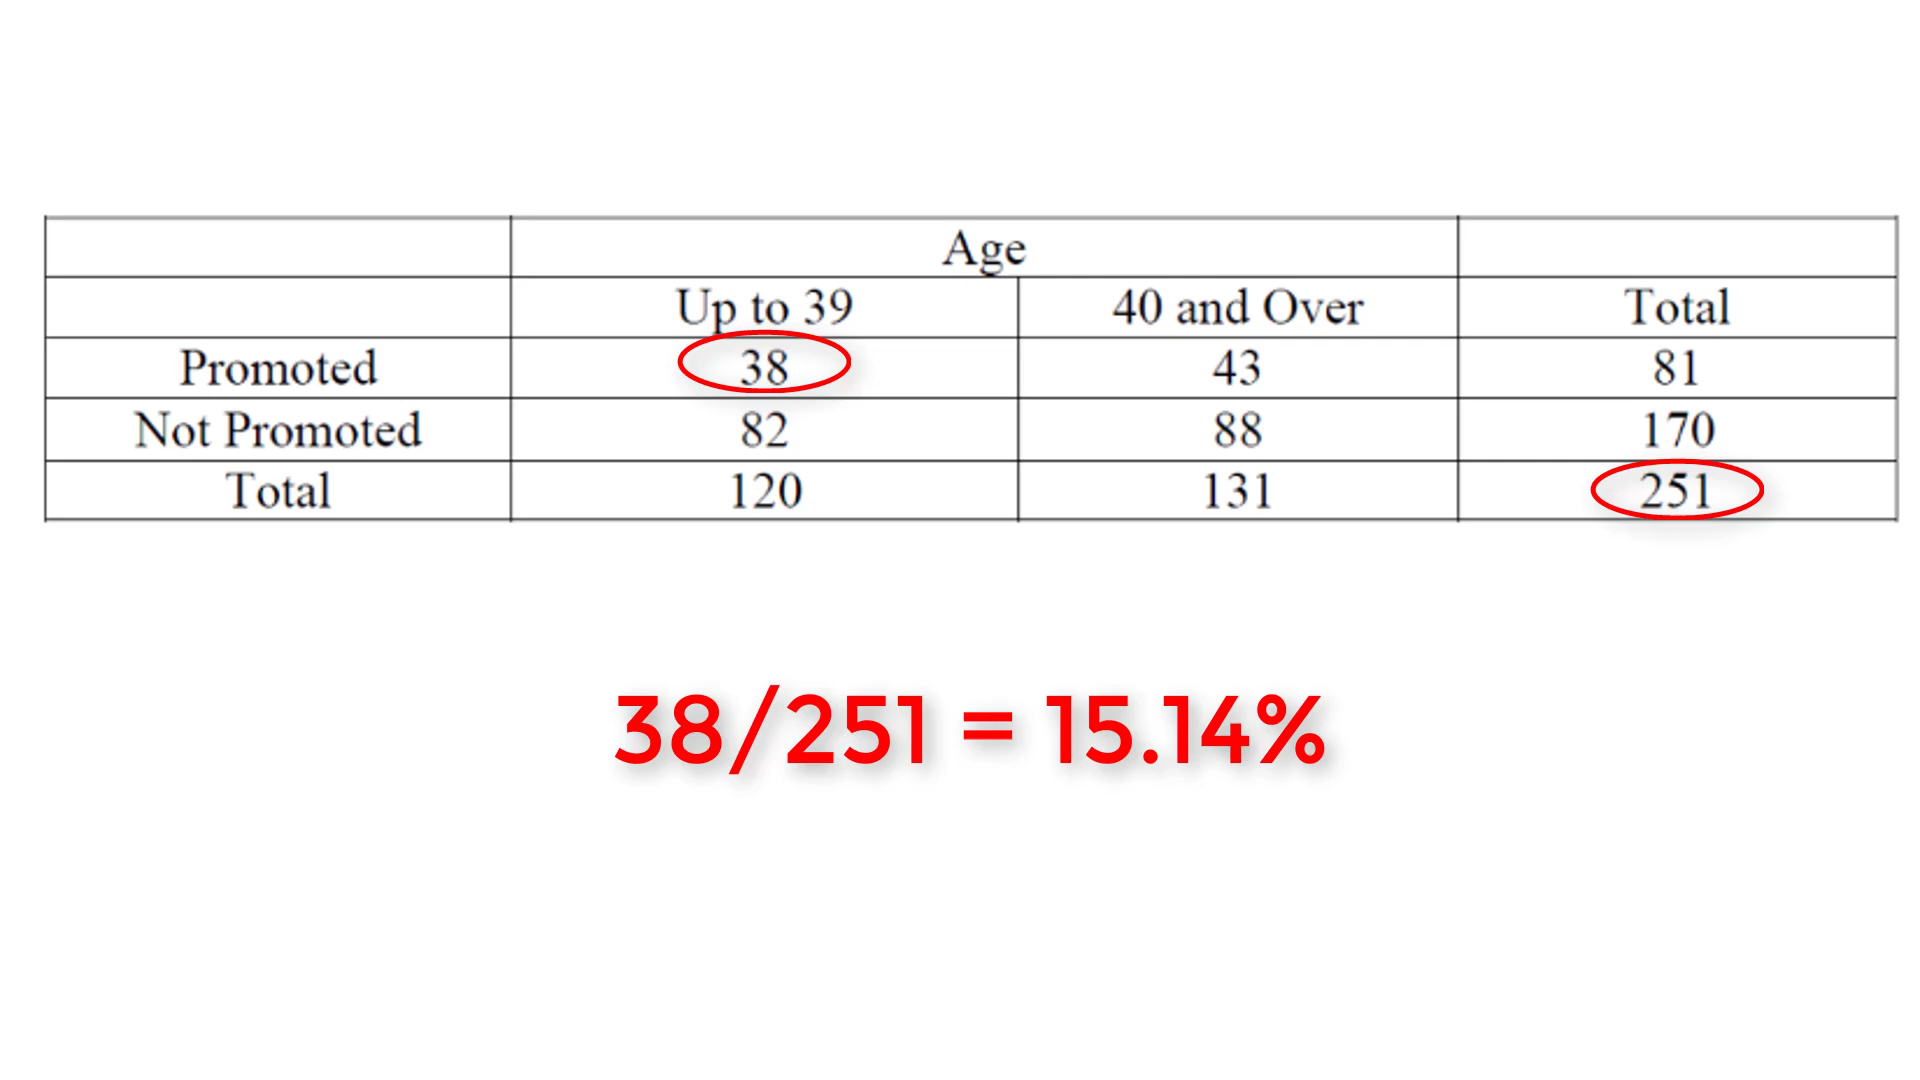 Age
Up to 39 40 and Over Total
Promoted 38 43 81
Not Promoted 82 88 170
Total 120 131 251
38/251 = 15.14%